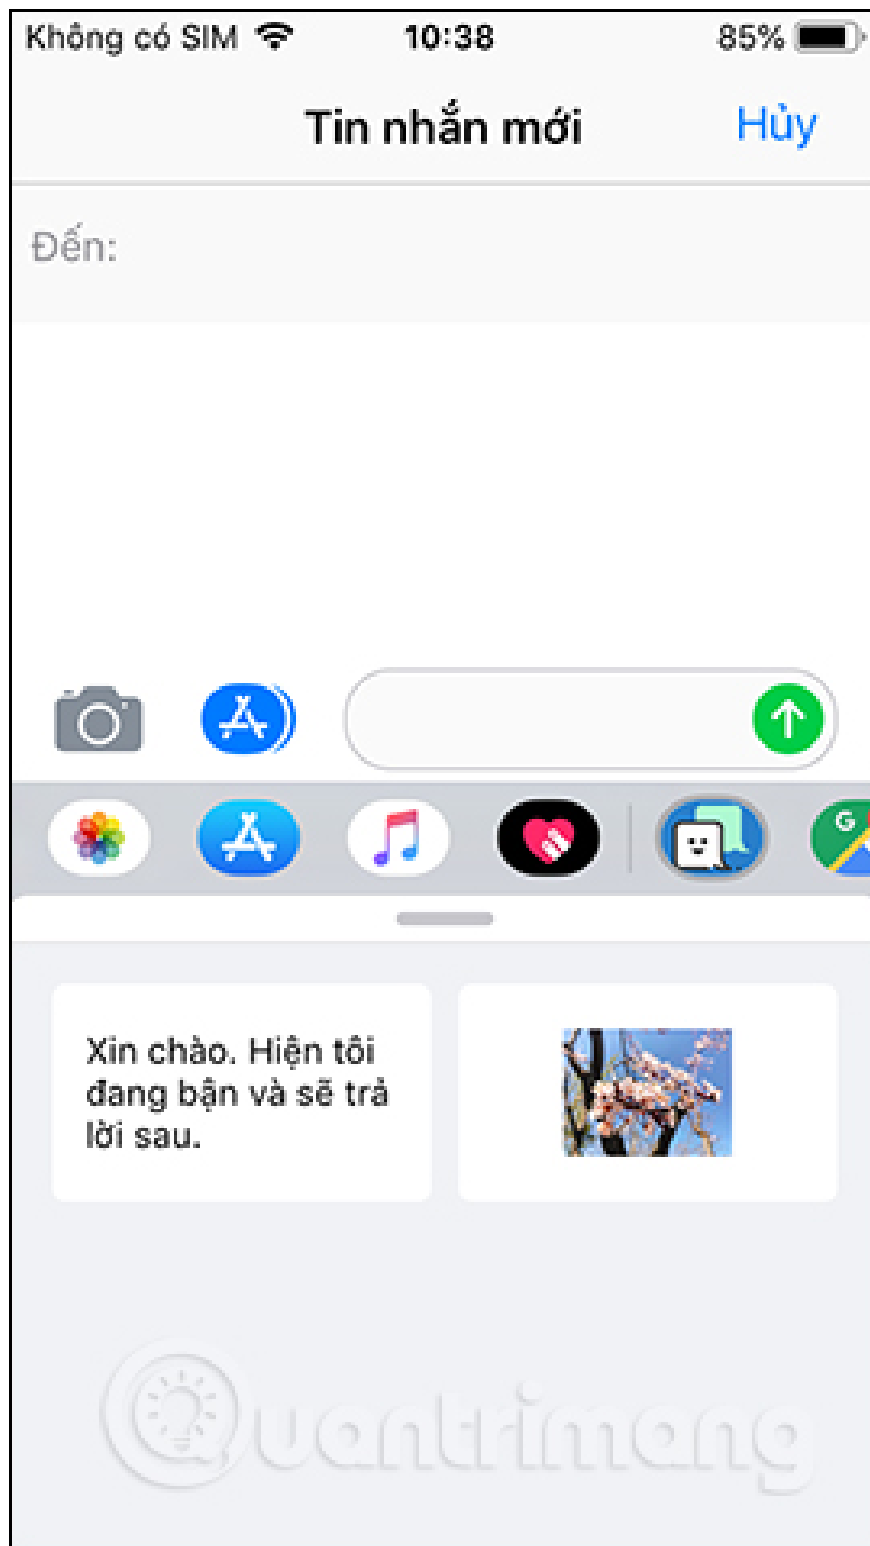 Không có SIM 10:38 85%
Tin nhắn mới Hủy
Đến:
G
Xin chào. Hiện tôi
đang bận và sẽ trả
lời sau.
Quantrimang